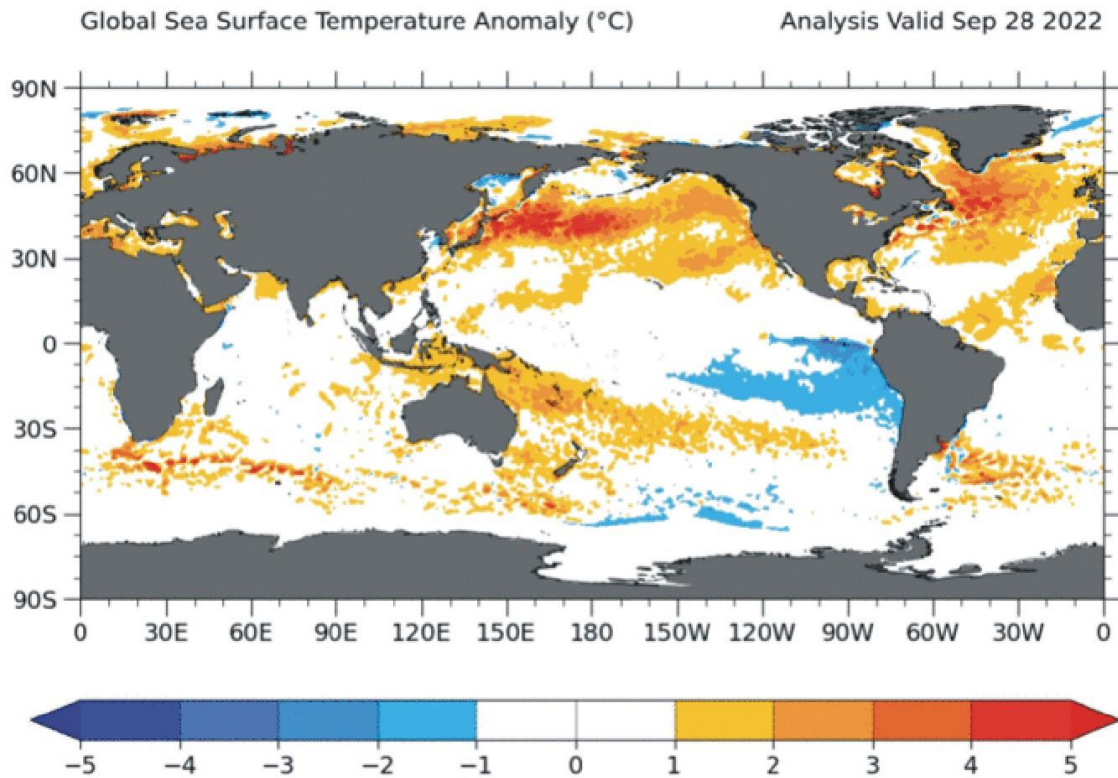 Global Sea Surface Temperature Anomaly (°C) Analysis Valid Sep 28 2022
90N
60N
30N
0
30S
60S
90S
0 30E 60E 90E 120E 150E 180 150W 120W 90W 60W 30W 0
−5 −4 −3 −2 −1 0 1 2 3 4 5